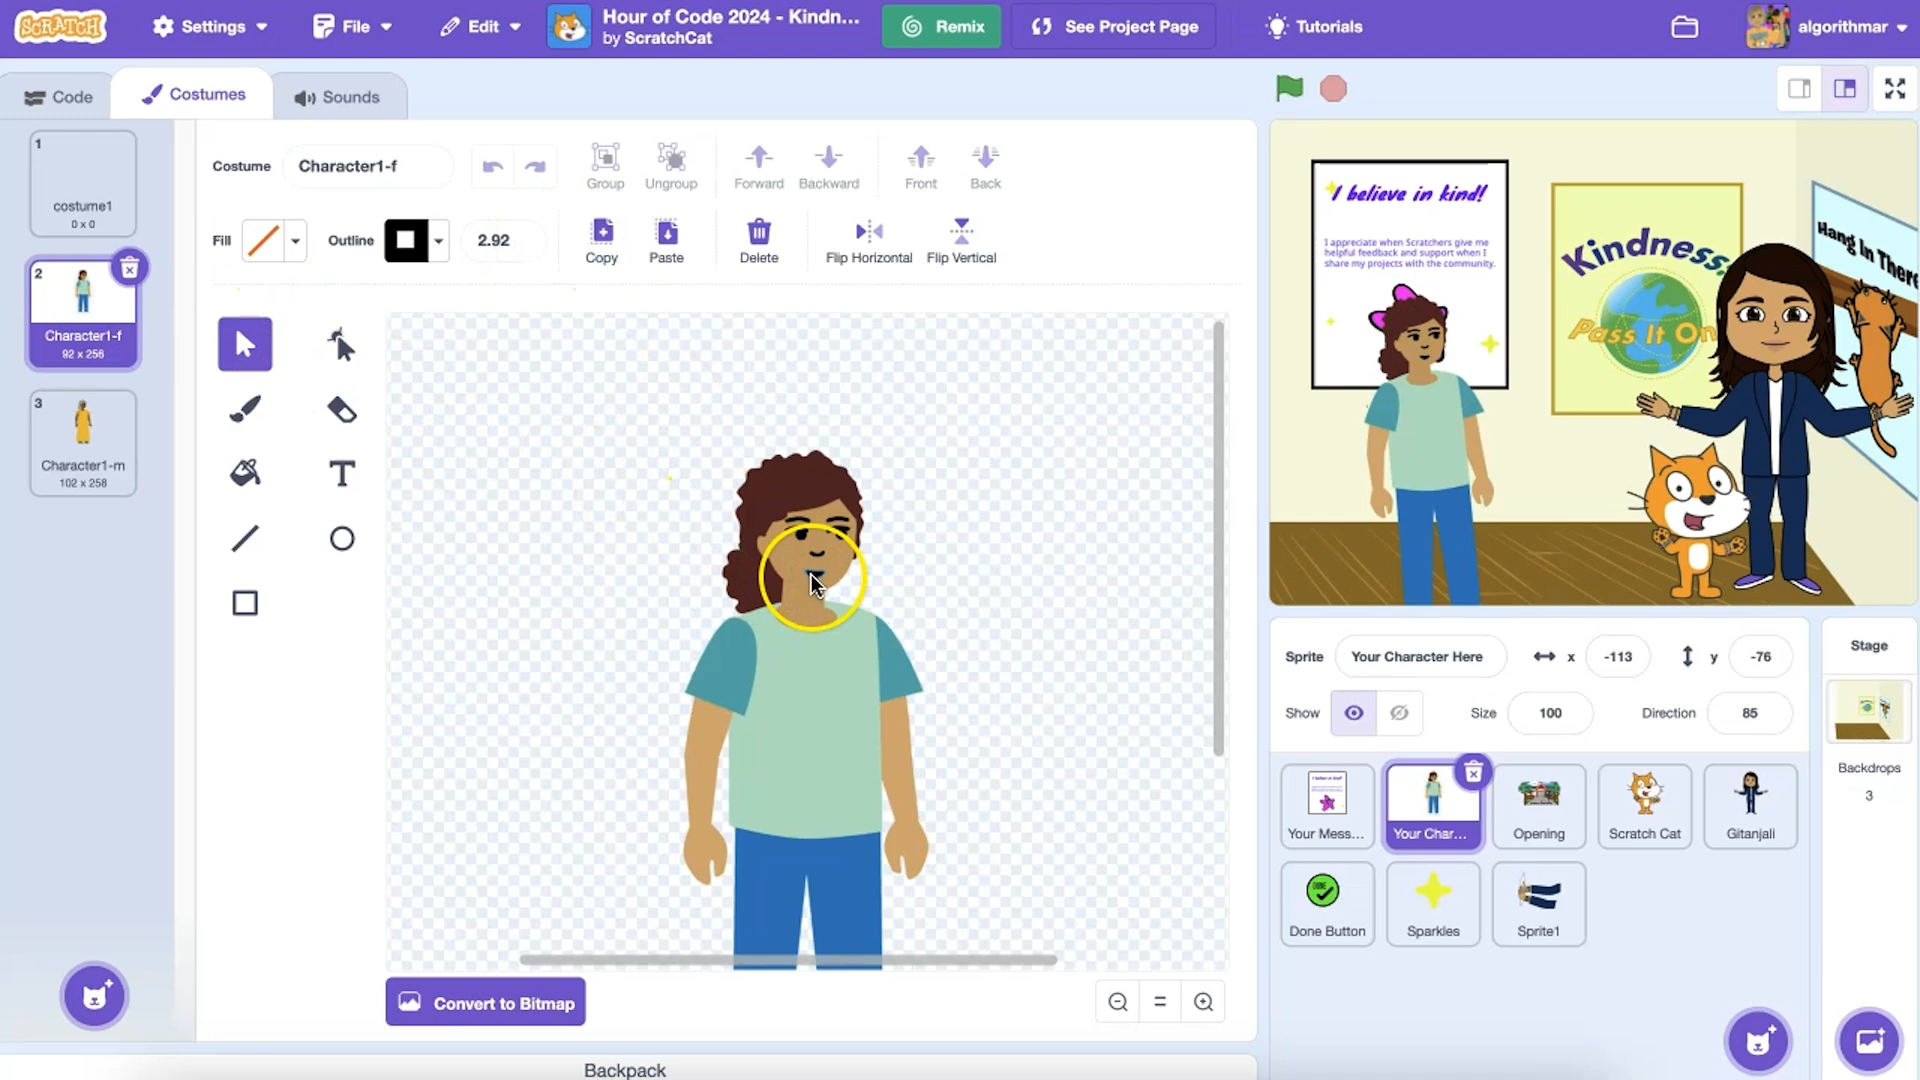 SCRATCH
Settings
File
Edit
Hour of Code 2024 - Kindn...
by ScratchCat
Remix
See Project Page
Tutorials
algorithmar
Code
Costumes
Sounds
1
costume1
0 x 0
2
Character1-f
92 x 256
3
Character1-m
102 x 258
Costume
Character1-f
Group
Ungroup
Forward
Backward
Front
Back
Fill
Outline
2.92
Copy
Paste
Delete
Flip Horizontal
Flip Vertical
T
Convert to Bitmap
=
Backpack
I believe in kind!
I appreciate when Scratchers give me
helpful feedback and support when I
share my projects with the community.
Kindness.
Pass It On
Hang In There
Sprite
Your Character Here
x
-113
y
-76
Show
Size
100
Direction
85
Your Mess...
Your Char...
Opening
Scratch Cat
Gitanjali
DONE
Done Button
Sparkles
Sprite1
Stage
Backdrops
3